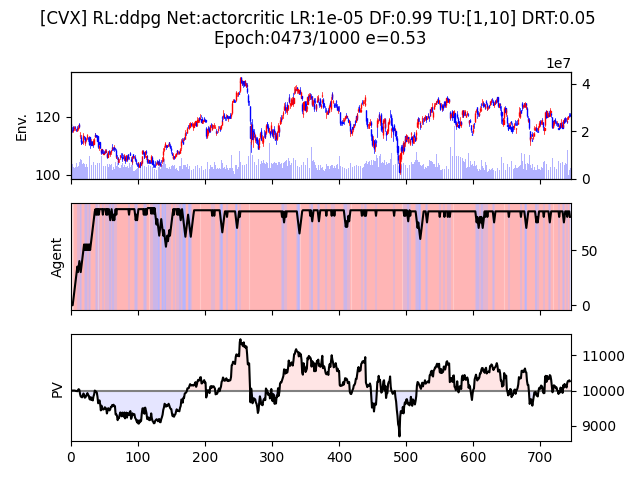 [CVX] RL:ddpg Net:actorcritic LR:1e-05 DF:0.99 TU:[1,10] DRT:0.05
Epoch:0473/1000 e=0.53
1e7
Env.
120
100
4
2
0
Agent
50
0
PV
11000
10000
9000
0 100 200 300 400 500 600 700